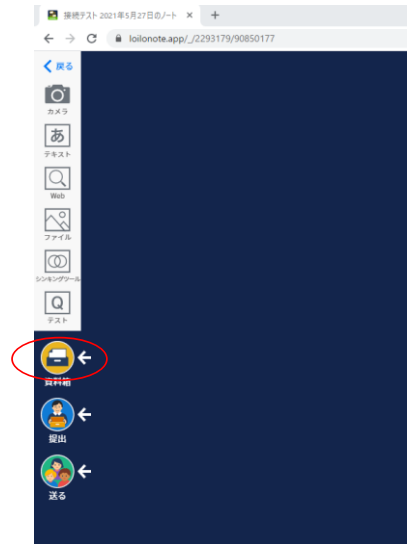 接続テスト 2021年5月27日のノート
loilonote.app/_/2293179/90850177
戻る
カメラ
あ
テキスト
Web
ファイル
シンキングツール
Q
テスト
資料箱
提出
送る